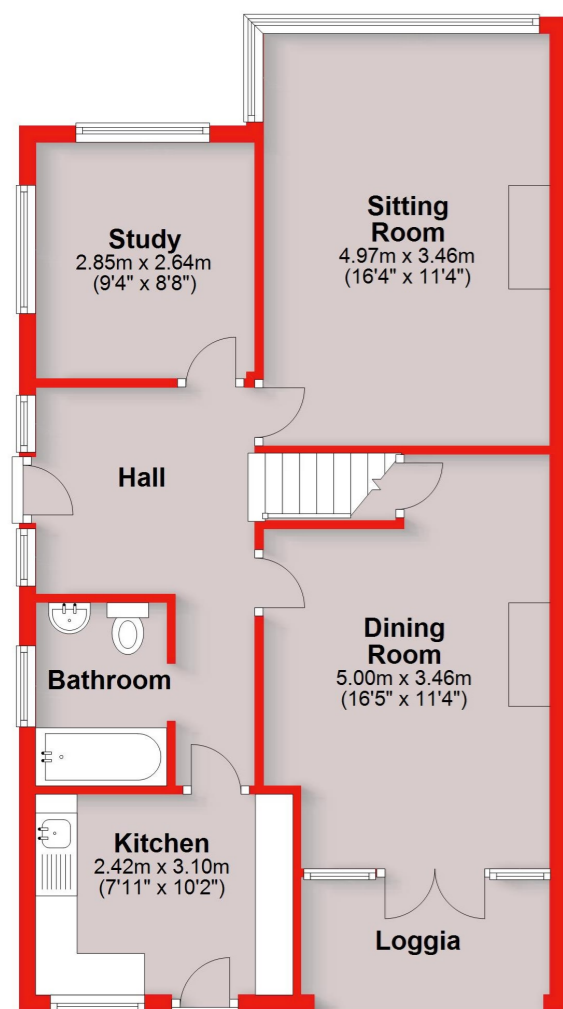 Sitting
Room
4.97m x 3.46m
(16'4" x 11'4")
Study
2.85m x 2.64m
(9'4" x 8'8")
Hall
Dining
Room
5.00m x 3.46m
(16'5" x 11'4")
Bathroom
Kitchen
2.42m x 3.10m
(7'11" x 10'2")
Loggia